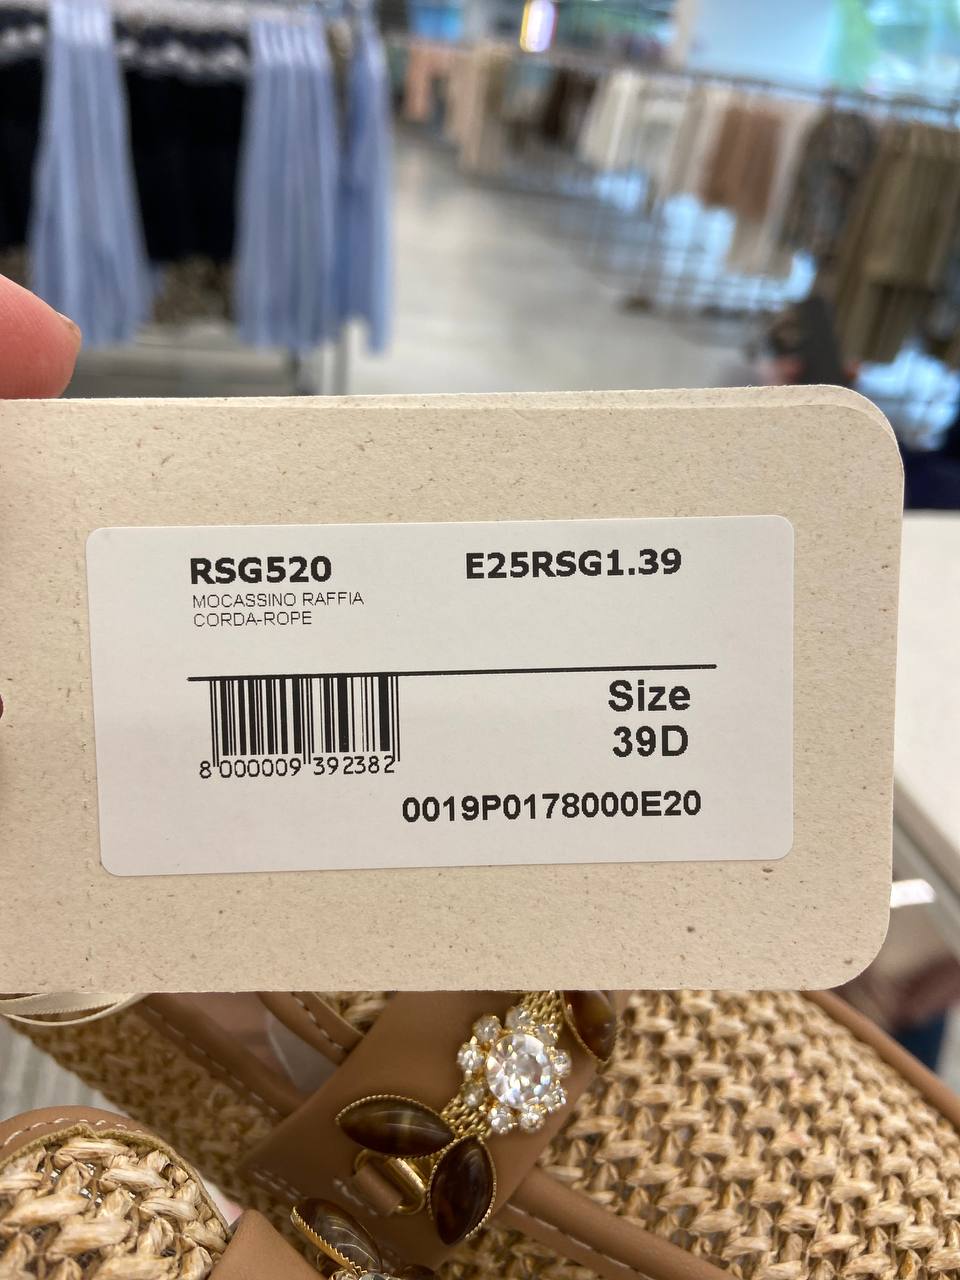 RSG520 E25RSG1.39
MOCASSINO RAFFIA
CORDA-ROPE
Size
39D
8 000009 392382
0019P0178000E20